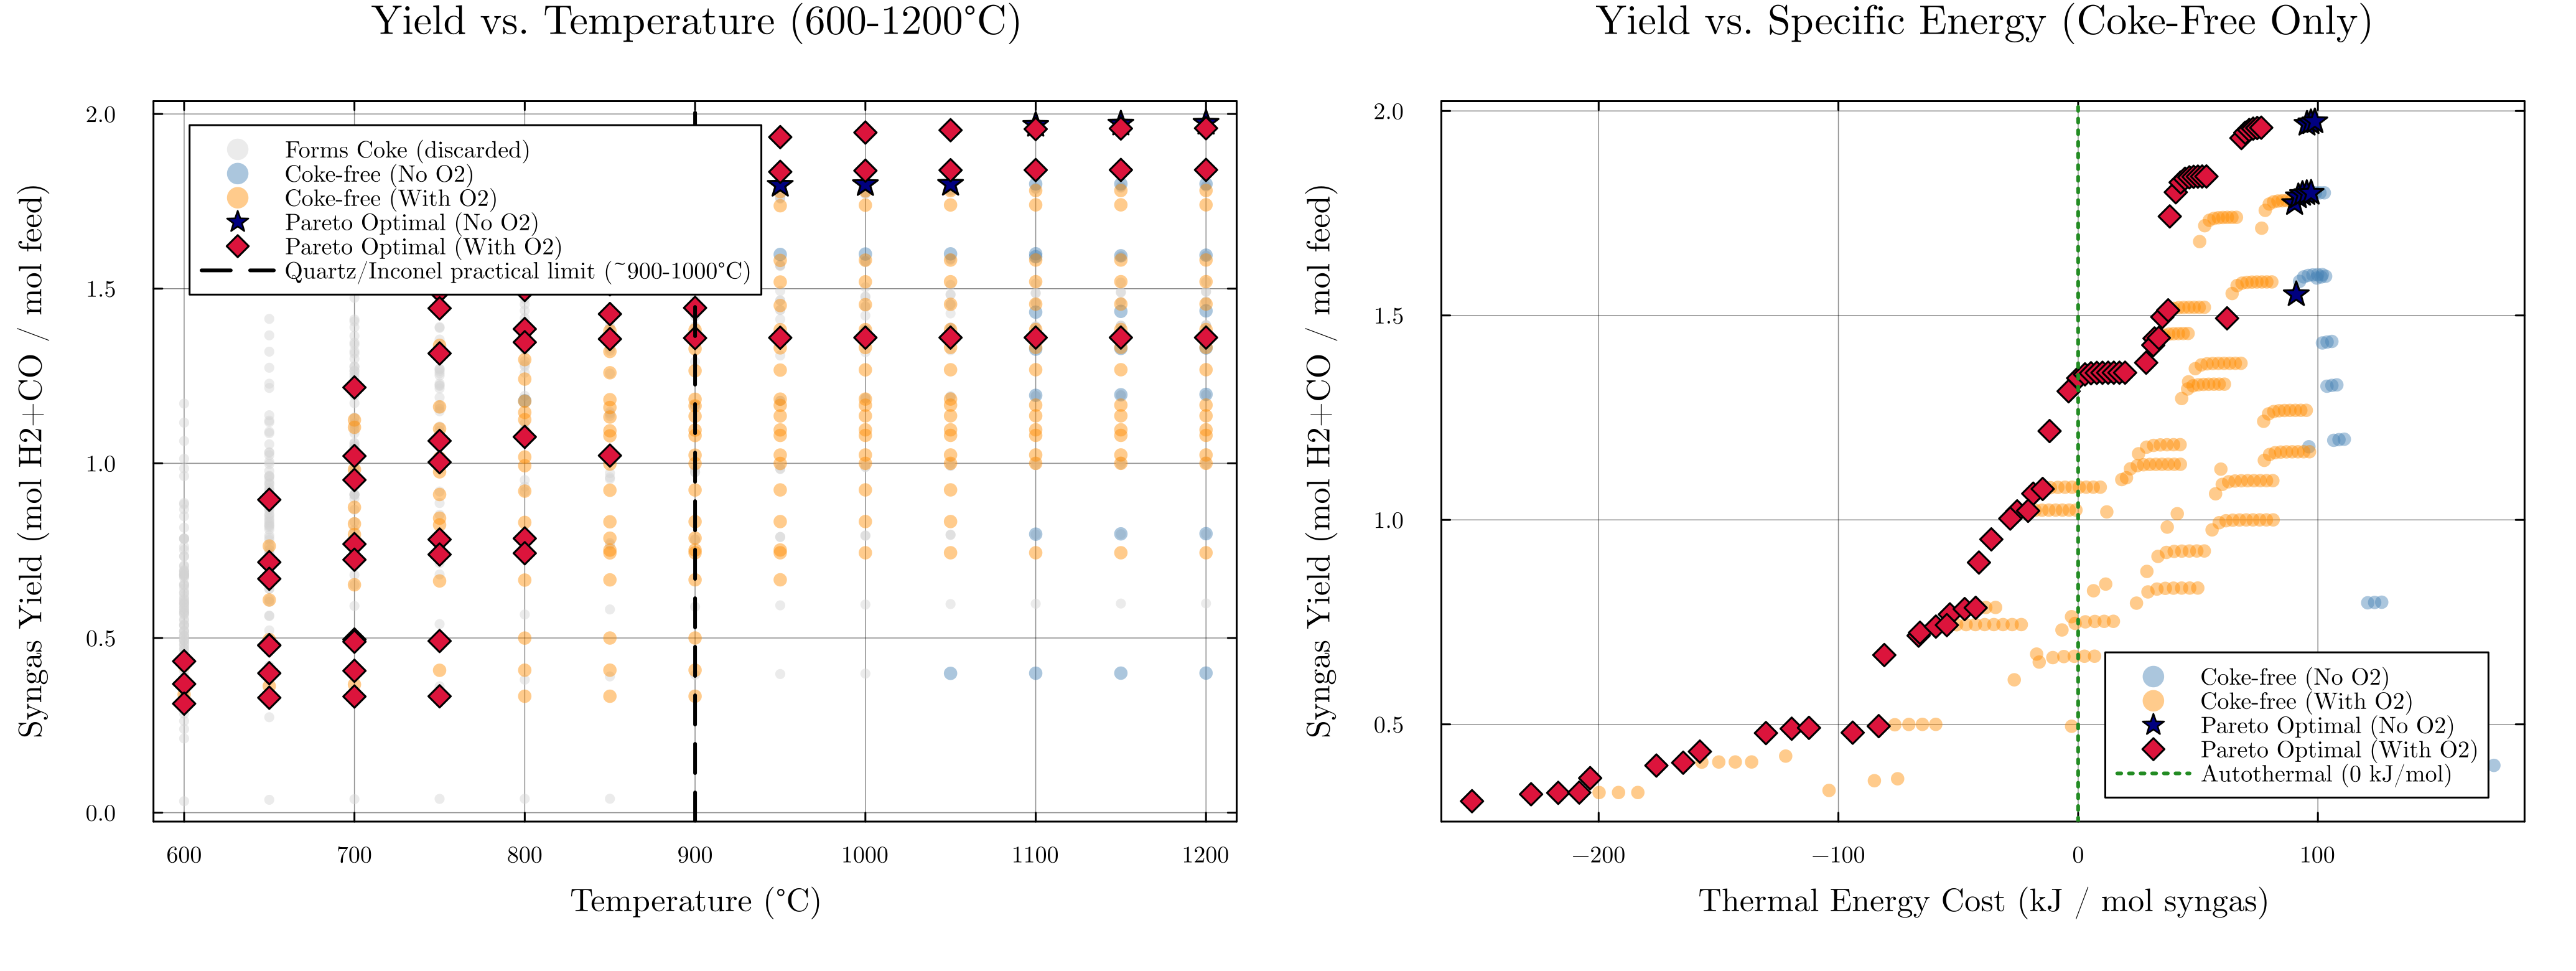 Yield vs. Temperature (600-1200°C)
Syngas Yield (mol H2+CO / mol feed)
2.0
1.5
1.0
0.5
0.0
Forms Coke (discarded)
Coke-free (No O2)
Coke-free (With O2)
Pareto Optimal (No O2)
Pareto Optimal (With O2)
Quartz/Inconel practical limit (~900-1000°C)
600 700 800 900 1000 1100 1200
Temperature (°C)
Yield vs. Specific Energy (Coke-Free Only)
Syngas Yield (mol H2+CO / mol feed)
2.0
1.5
1.0
0.5
Coke-free (No O2)
Coke-free (With O2)
Pareto Optimal (No O2)
Pareto Optimal (With O2)
Autothermal (0 kJ/mol)
−200 −100 0 100
Thermal Energy Cost (kJ / mol syngas)